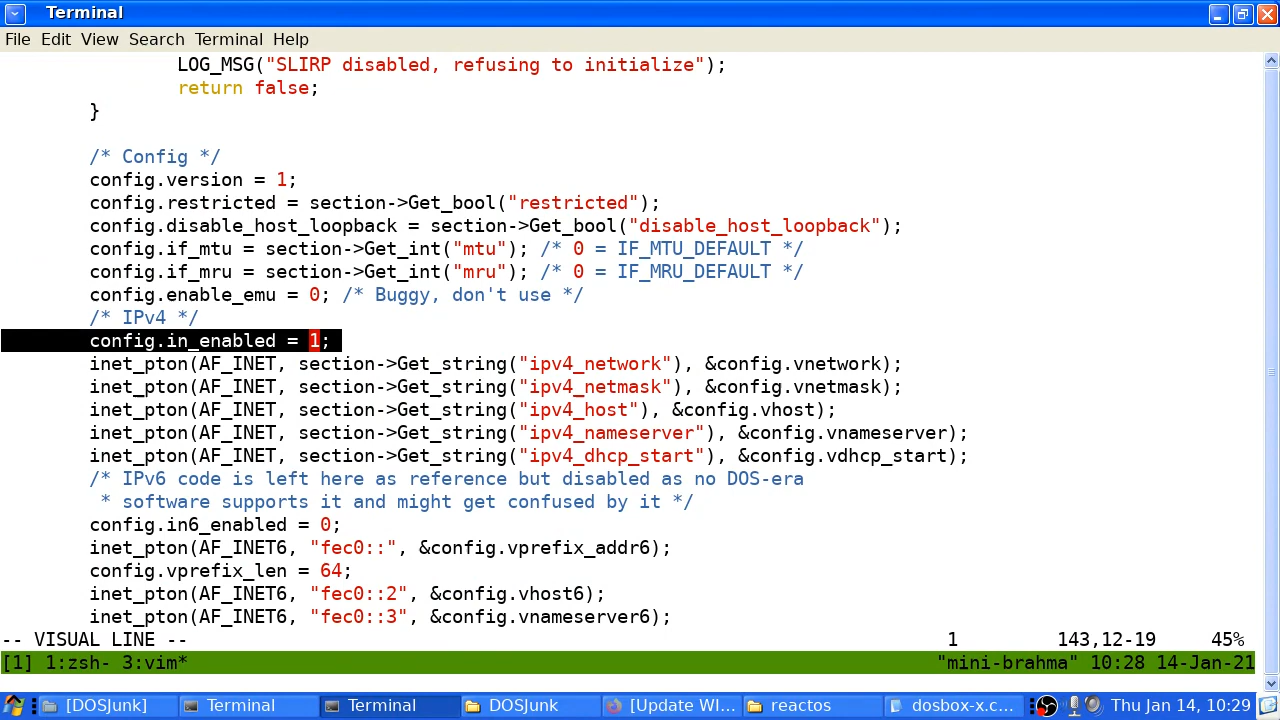 Terminal
File Edit View Search Terminal Help
LOG_MSG("SLIRP disabled, refusing to initialize");
return false;
}
/* Config */
config.version = 1;
config.restricted = section->Get_bool("restricted");
config.disable_host_loopback = section->Get_bool("disable_host_loopback");
config.if_mtu = section->Get_int("mtu"); /* 0 = IF_MTU_DEFAULT */
config.if_mru = section->Get_int("mru"); /* 0 = IF_MRU_DEFAULT */
config.enable_emu = 0; /* Buggy, don't use */
/* IPv4 */
config.in_enabled = 1;
inet_pton(AF_INET, section->Get_string("ipv4_network"), &config.vnetwork);
inet_pton(AF_INET, section->Get_string("ipv4_netmask"), &config.vnetmask);
inet_pton(AF_INET, section->Get_string("ipv4_host"), &config.vhost);
inet_pton(AF_INET, section->Get_string("ipv4_nameserver"), &config.vnameserver);
inet_pton(AF_INET, section->Get_string("ipv4_dhcp_start"), &config.vdhcp_start);
/* IPv6 code is left here as reference but disabled as no DOS-era
* software supports it and might get confused by it */
config.in6_enabled = 0;
inet_pton(AF_INET6, "fec0::", &config.vprefix_addr6);
config.vprefix_len = 64;
inet_pton(AF_INET6, "fec0::2", &config.vhost6);
inet_pton(AF_INET6, "fec0::3", &config.vnameserver6);
-- VISUAL LINE -- 1 143,12-19 45%
[1] 1:zsh- 3:vim* "mini-brahma" 10:28 14-Jan-21
[DOSJunk] Terminal Terminal DOSJunk [Update WI... reactos dosbox-x.c... Thu Jan 14, 10:29